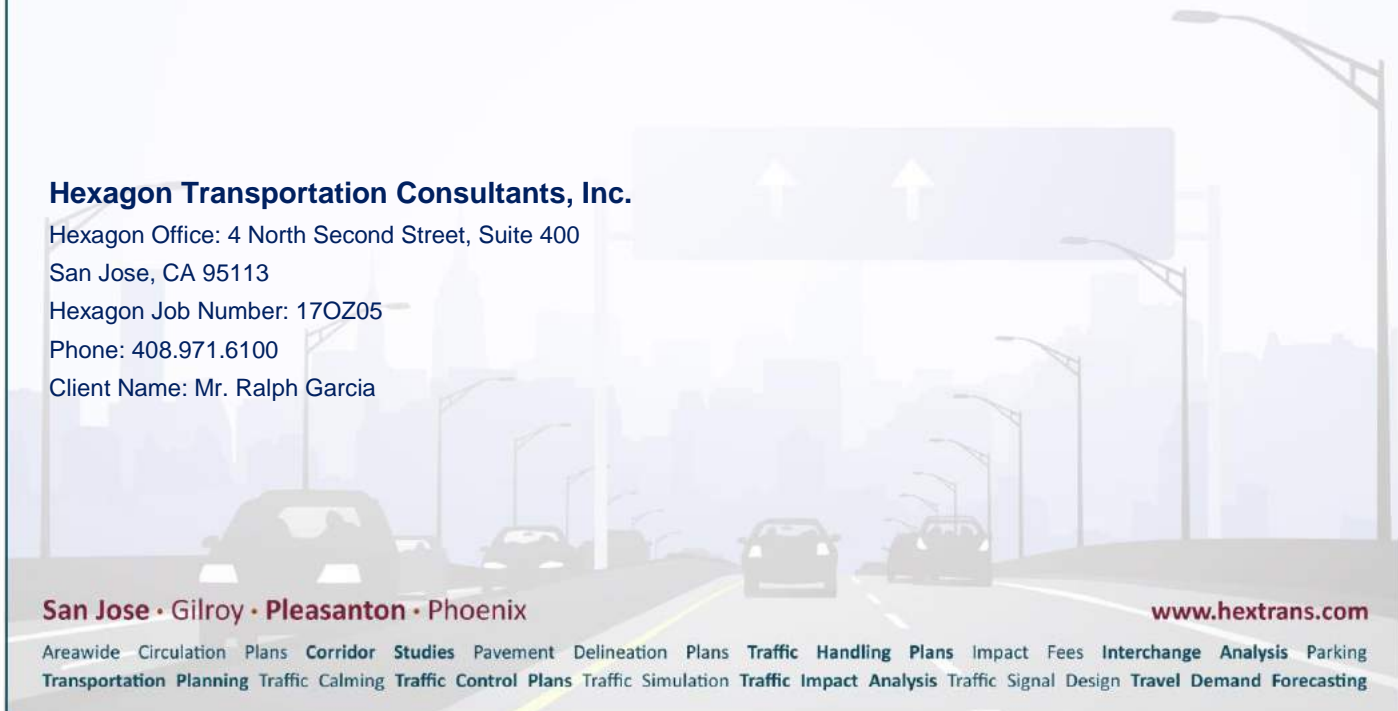 Hexagon Transportation Consultants, Inc.
Hexagon Office: 4 North Second Street, Suite 400
San Jose, CA 95113
Hexagon Job Number: 17OZ05
Phone: 408.971.6100
Client Name: Mr. Ralph Garcia
San Jose · Gilroy · Pleasanton · Phoenix
www.hextrans.com
Areawide Circulation Plans Corridor Studies Pavement Delineation Plans Traffic Handling Plans Impact Fees Interchange Analysis Parking
Transportation Planning Traffic Calming Traffic Control Plans Traffic Simulation Traffic Impact Analysis Traffic Signal Design Travel Demand Forecasting